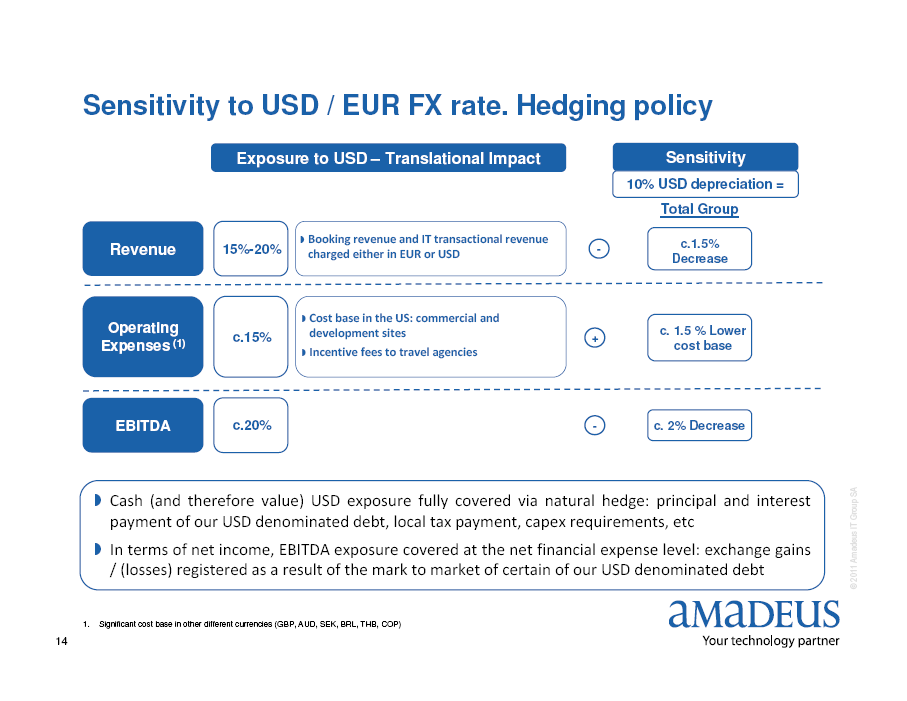 Sensitivity to USD / EUR FX rate. Hedging policy
Exposure to USD – Translational Impact
Sensitivity
10% USD depreciation =
Total Group
Revenue
15%-20%
Booking revenue and IT transactional revenue
charged either in EUR or USD
-
c.1.5%
Decrease
Operating
Expenses (1)
c.15%
Cost base in the US: commercial and
development sites
Incentive fees to travel agencies
+
c. 1.5 % Lower
cost base
EBITDA
c.20%
-
c. 2% Decrease
Cash (and therefore value) USD exposure fully covered via natural hedge: principal and interest
payment of our USD denominated debt, local tax payment, capex requirements, etc
In terms of net income, EBITDA exposure covered at the net financial expense level: exchange gains
/ (losses) registered as a result of the mark to market of certain of our USD denominated debt
© 2011 Amadeus IT Group SA
1. Significant cost base in other different currencies (GBP, AUD, SEK, BRL, THB, COP)
14
aMaDEUS
Your technology partner